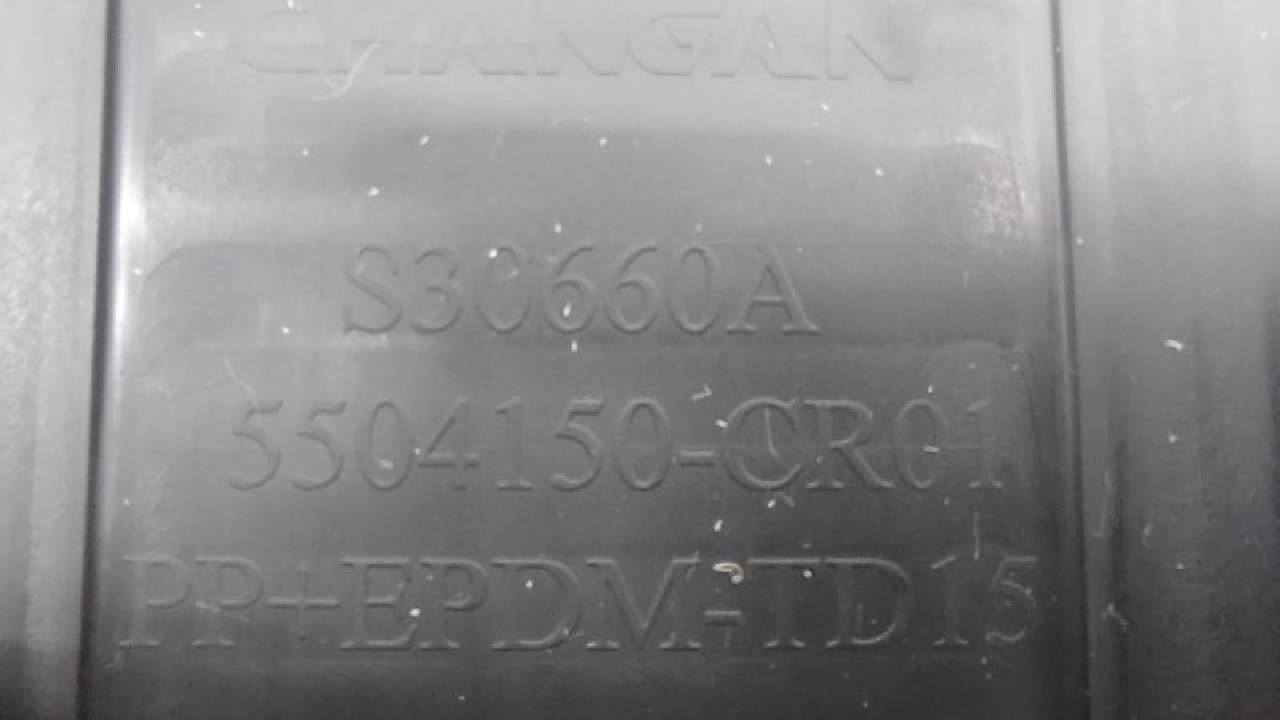 CHANGAN
S30660A
5504150-CR01
PP+EPDM-TD15